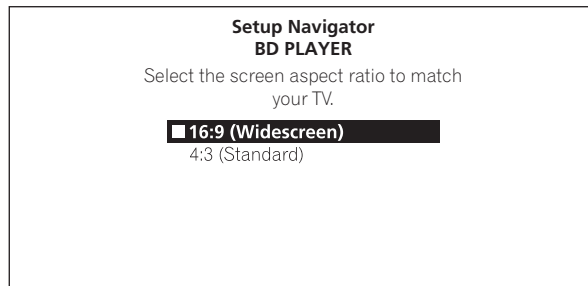 Setup Navigator
BD PLAYER
Select the screen aspect ratio to match
your TV.
16:9 (Widescreen)
4:3 (Standard)